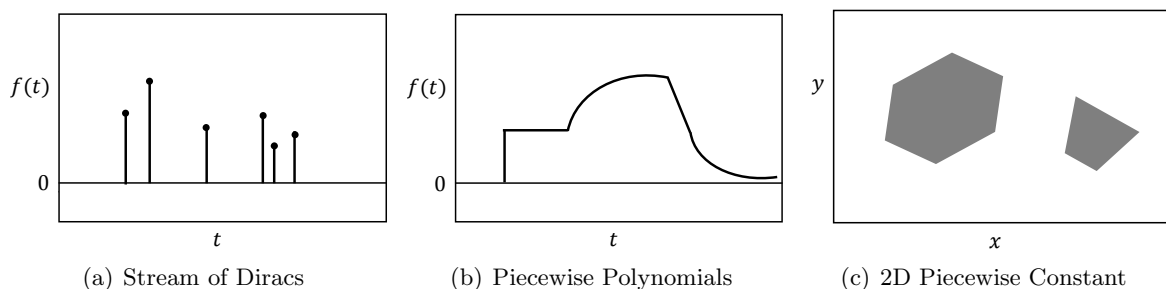 f(t)
0
t
(a) Stream of Diracs
f(t)
0
t
(b) Piecewise Polynomials
y
x
(c) 2D Piecewise Constant